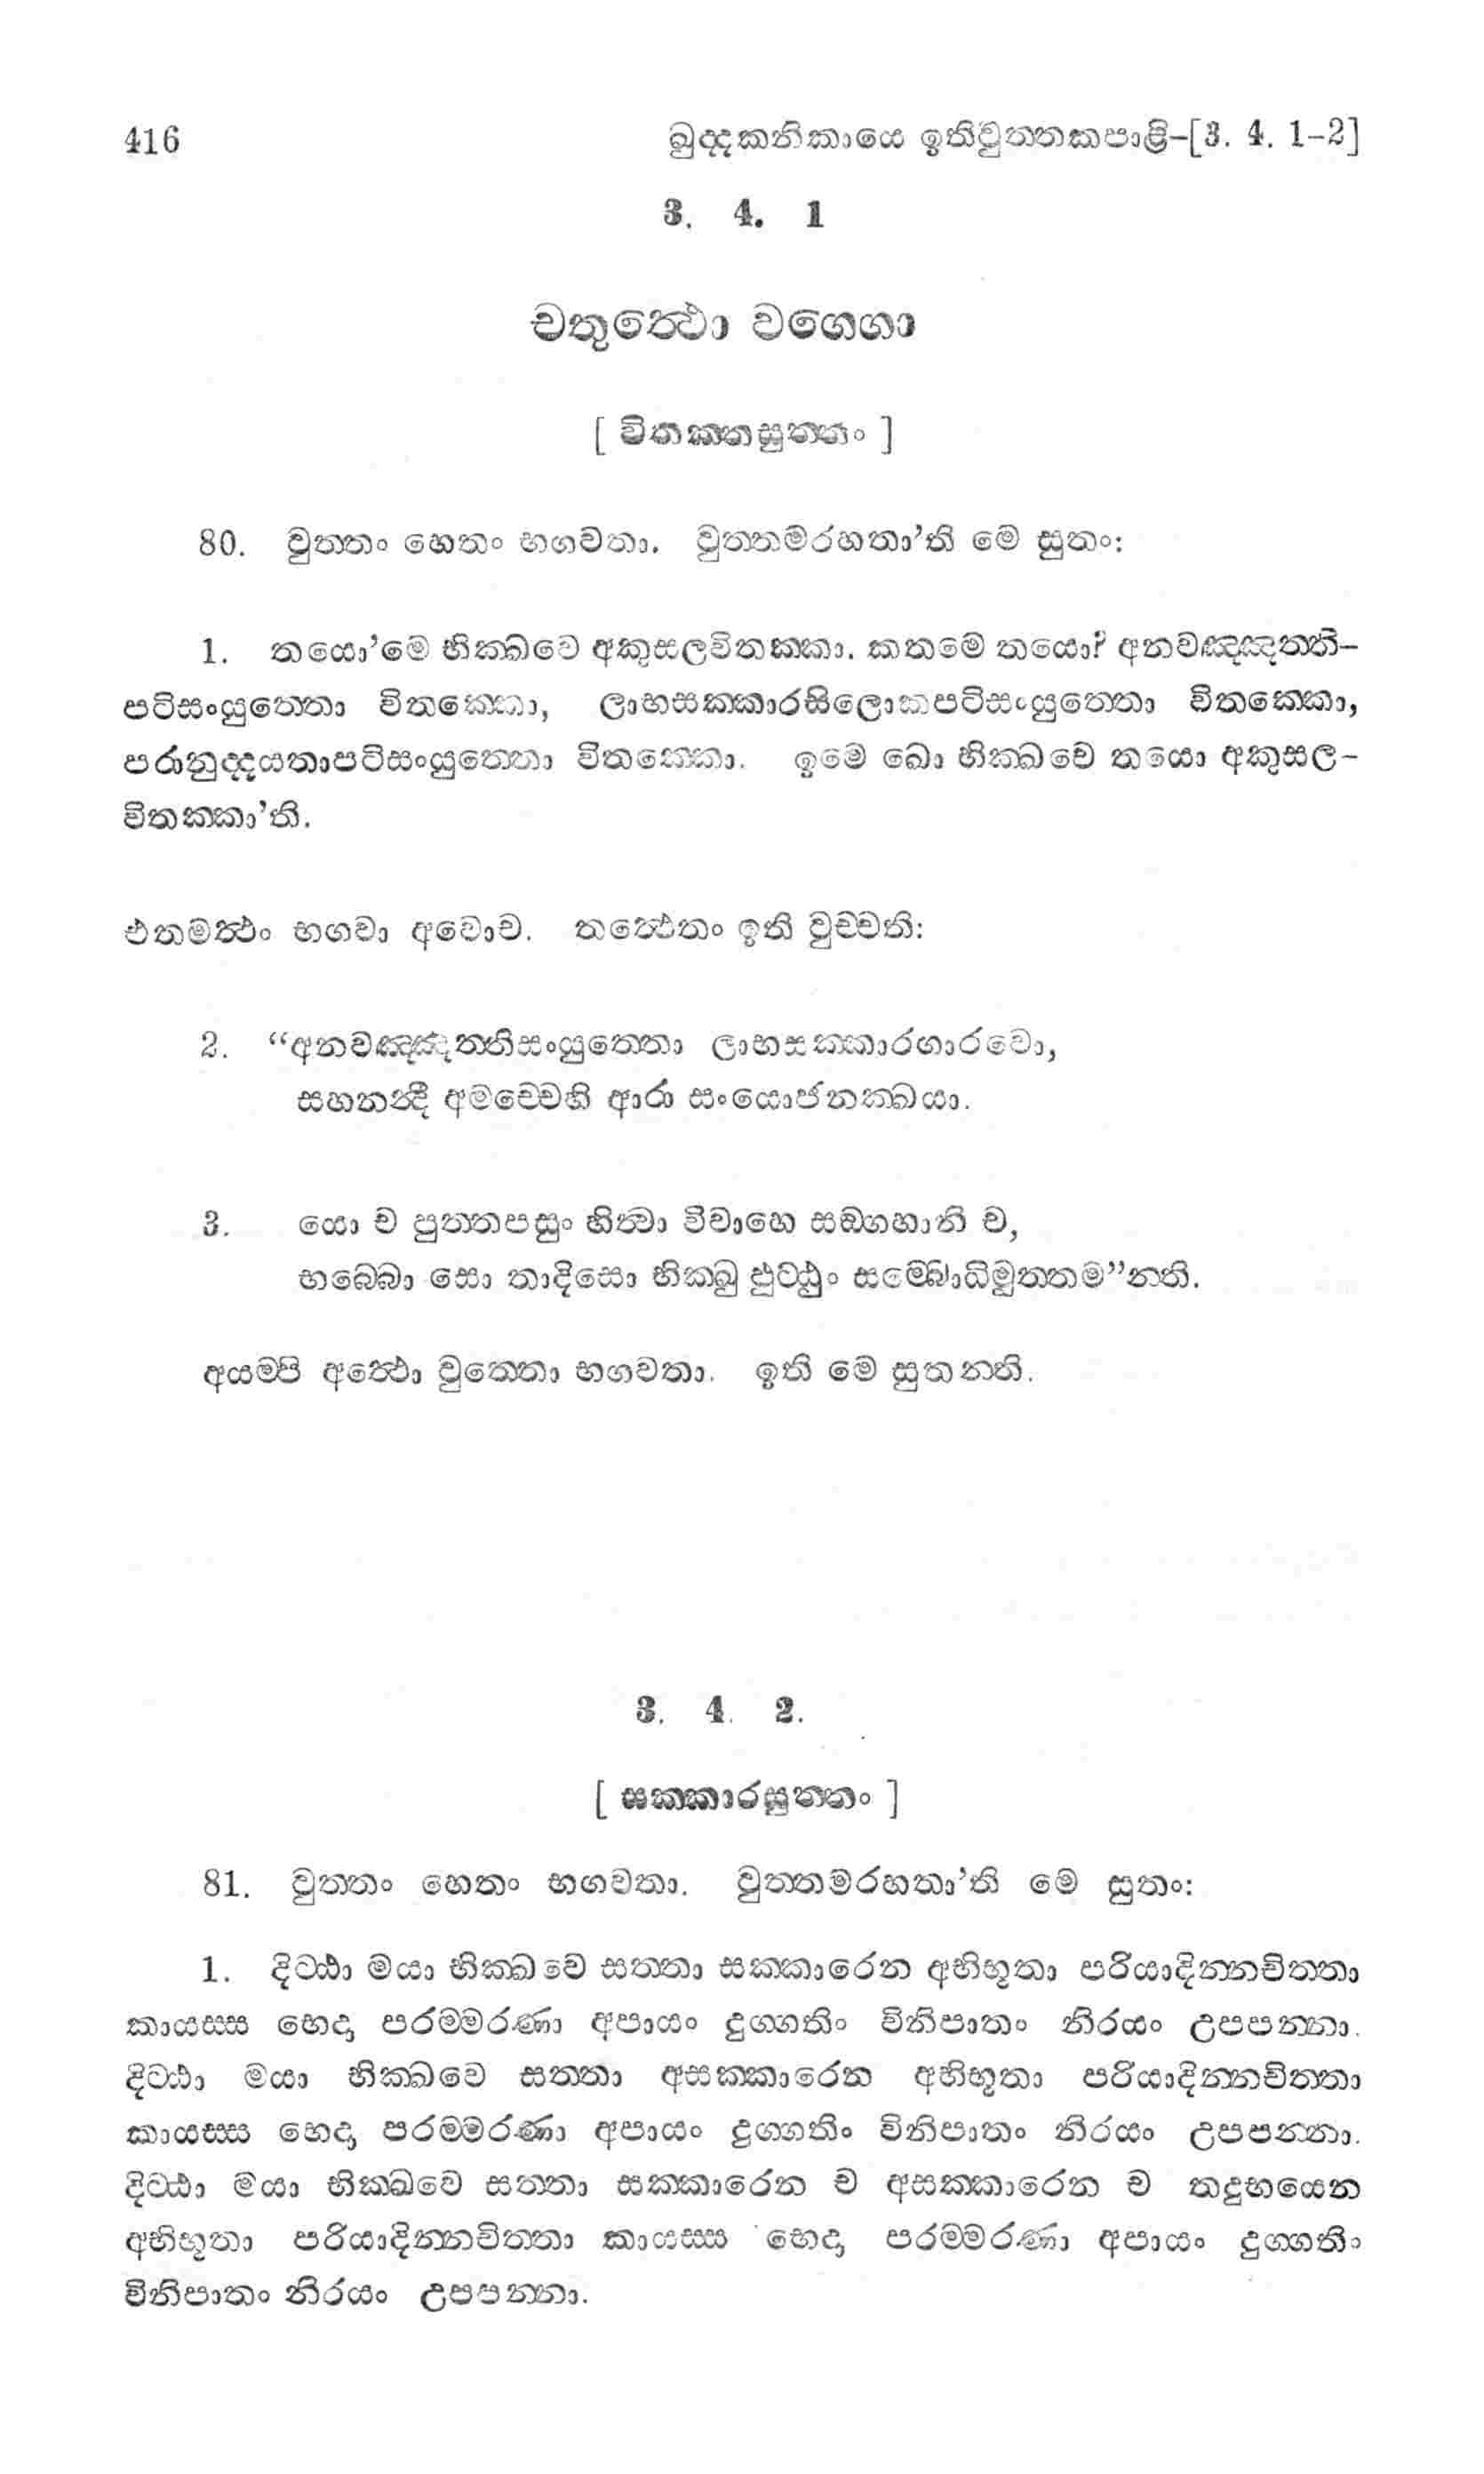 416 ඛුද්දකනිකායෙ ඉතිවුත්තකපාළි–[3. 4. 1–2]
3. 4. 1
චතුත්ථො වග්ගො
[ විතක්කසුත්තං ]
80. වුත්තං හෙතං භගවතා. වුත්තමරහතා’ති මෙ සුතං:
1. තයො’මෙ භික්ඛවෙ අකුසලවිතක්කා. කතමෙ තයො? අනවඤ්ඤත්ති–
පටිසංයුත්තො විතක්කො, ලාභසක්කාරසිලොකපටිසංයුත්තො විතක්කො,
පරානුද්දයතාපටිසංයුත්තො විතක්කො. ඉමෙ ඛො භික්ඛවෙ තයො අකුසල–
විතක්කා’ති.
එතමත්ථං භගවා අවොච. තත්ථෙතං ඉති වුච්චති:
2. “අනවඤ්ඤත්තිසංයුත්තො ලාභසක්කාරගාරවො,
සහනන්දී අමච්චෙහි ආරා සංයොජනක්ඛයා.
3. යො ච පුත්තපසුං හිත්වා විවාහෙ සඞ්ගහානි ච,
භබ්බො සො තාදිසො භික්ඛු ඵුට්ඨුං සම්බොධිමුත්තම”න්ති.
අයම්පි අත්ථො වුත්තො භගවතා. ඉති මෙ සුතන්ති.
3. 4. 2.
[ සක්කාරසුත්තං ]
81. වුත්තං හෙතං භගවතා. වුත්තමරහතා’ති මෙ සුතං:
1. දිට්ඨා මයා භික්ඛවෙ සත්තා සක්කාරෙන අභිභූතා පරියාදින්නචිත්තා
කායස්ස භෙදා පරම්මරණා අපායං දුග්ගතිං විනිපාතං නිරයං උපපන්නා.
දිට්ඨා මයා භික්ඛවෙ සත්තා අසක්කාරෙන අභිභූතා පරියාදින්නචිත්තා
කායස්ස භෙදා පරම්මරණා අපායං දුග්ගතිං විනිපාතං නිරයං උපපන්නා.
දිට්ඨා මයා භික්ඛවෙ සත්තා සක්කාරෙන ච අසක්කාරෙන ච තදුභයෙන
අභිභූතා පරියාදින්නචිත්තා කායස්ස භෙදා පරම්මරණා අපායං දුග්ගතිං
විනිපාතං නිරයං උපපන්නා.